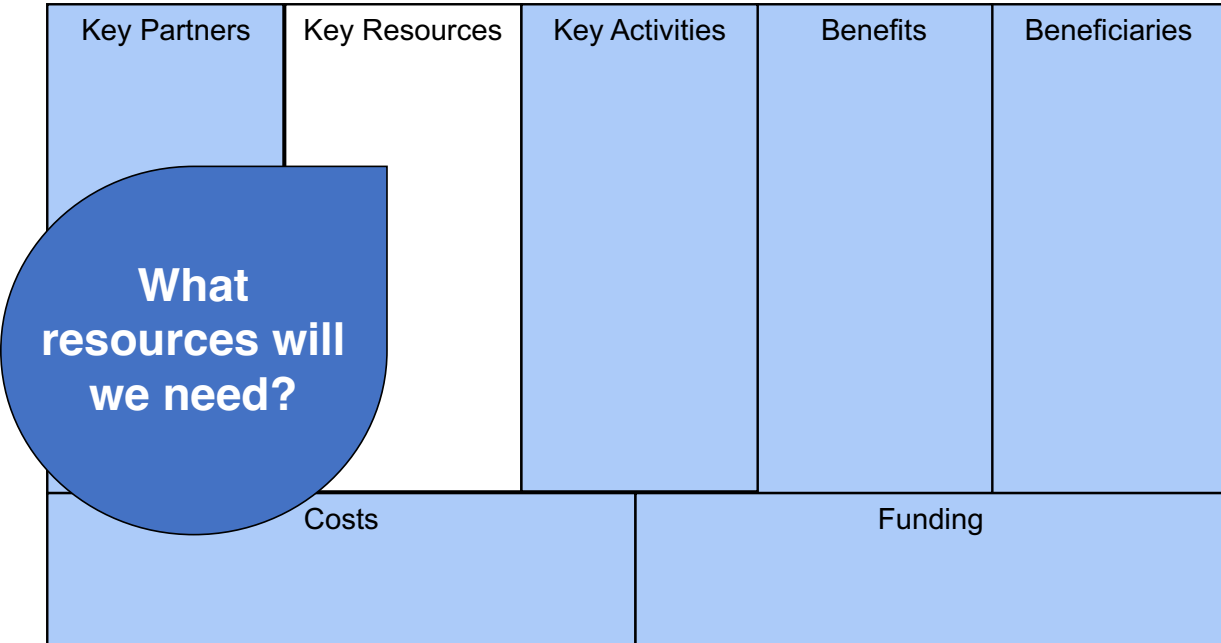 Key Partners
Key Resources
Key Activities
Benefits
Beneficiaries
What
resources will
we need?
Costs
Funding